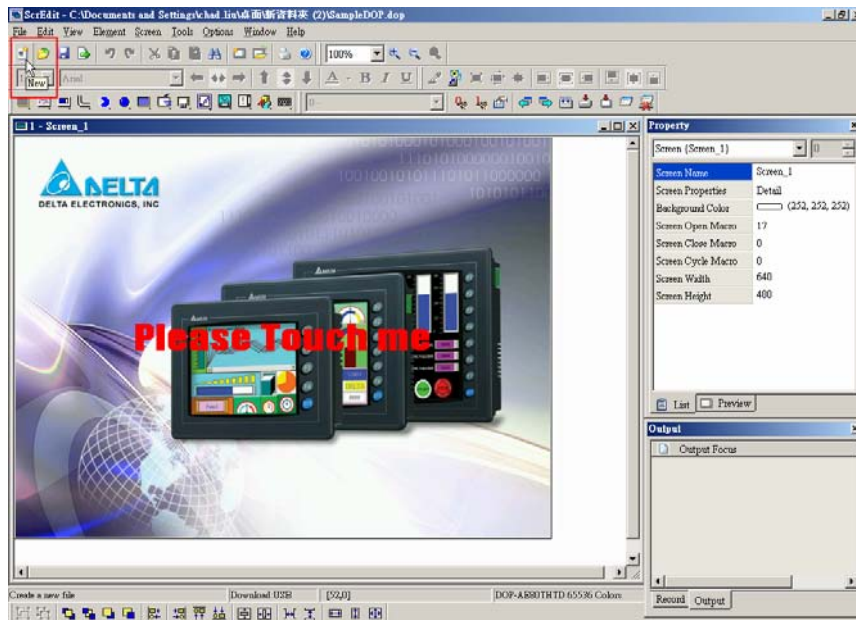 ScrEdit - C:\Documents and Settings\chad.liu\桌面\新資料夾 (2)\SampleDOP.dop
File Edit View Element Screen Tools Options Window Help
100%
Arial
New
1 - Screen_1
DELTA
DELTA ELECTRONICS, INC
Please Touch me
Property
Screen {Screen_1}
0
Screen Name Screen_1
Screen Properties Detail
Background Color (252, 252, 252)
Screen Open Macro 17
Screen Close Macro 0
Screen Cycle Macro 0
Screen Width 640
Screen Height 480
List Preview
Output
Output Focus
Record Output
Create a new file Download USB [52,0] DOP-AE80THTD 65536 Colors